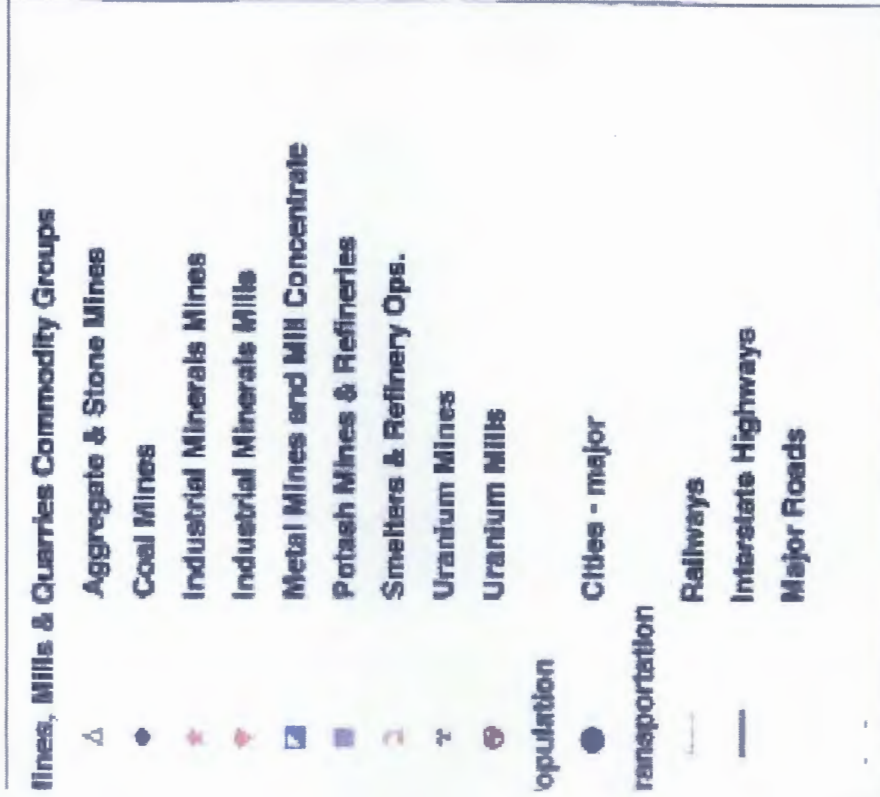 fines, Mills & Quarries Commodity Groups
Aggregate & Stone Mines
Coal Mines
Industrial Minerals Mines
Industrial Minerals Mills
Metal Mines and Mill Concentrate
Potash Mines & Refineries
Smelters & Refinery Ops.
Uranium Mines
Uranium Mills
opulation
Cities - major
ransportation
Railways
Interstate Highways
Major Roads